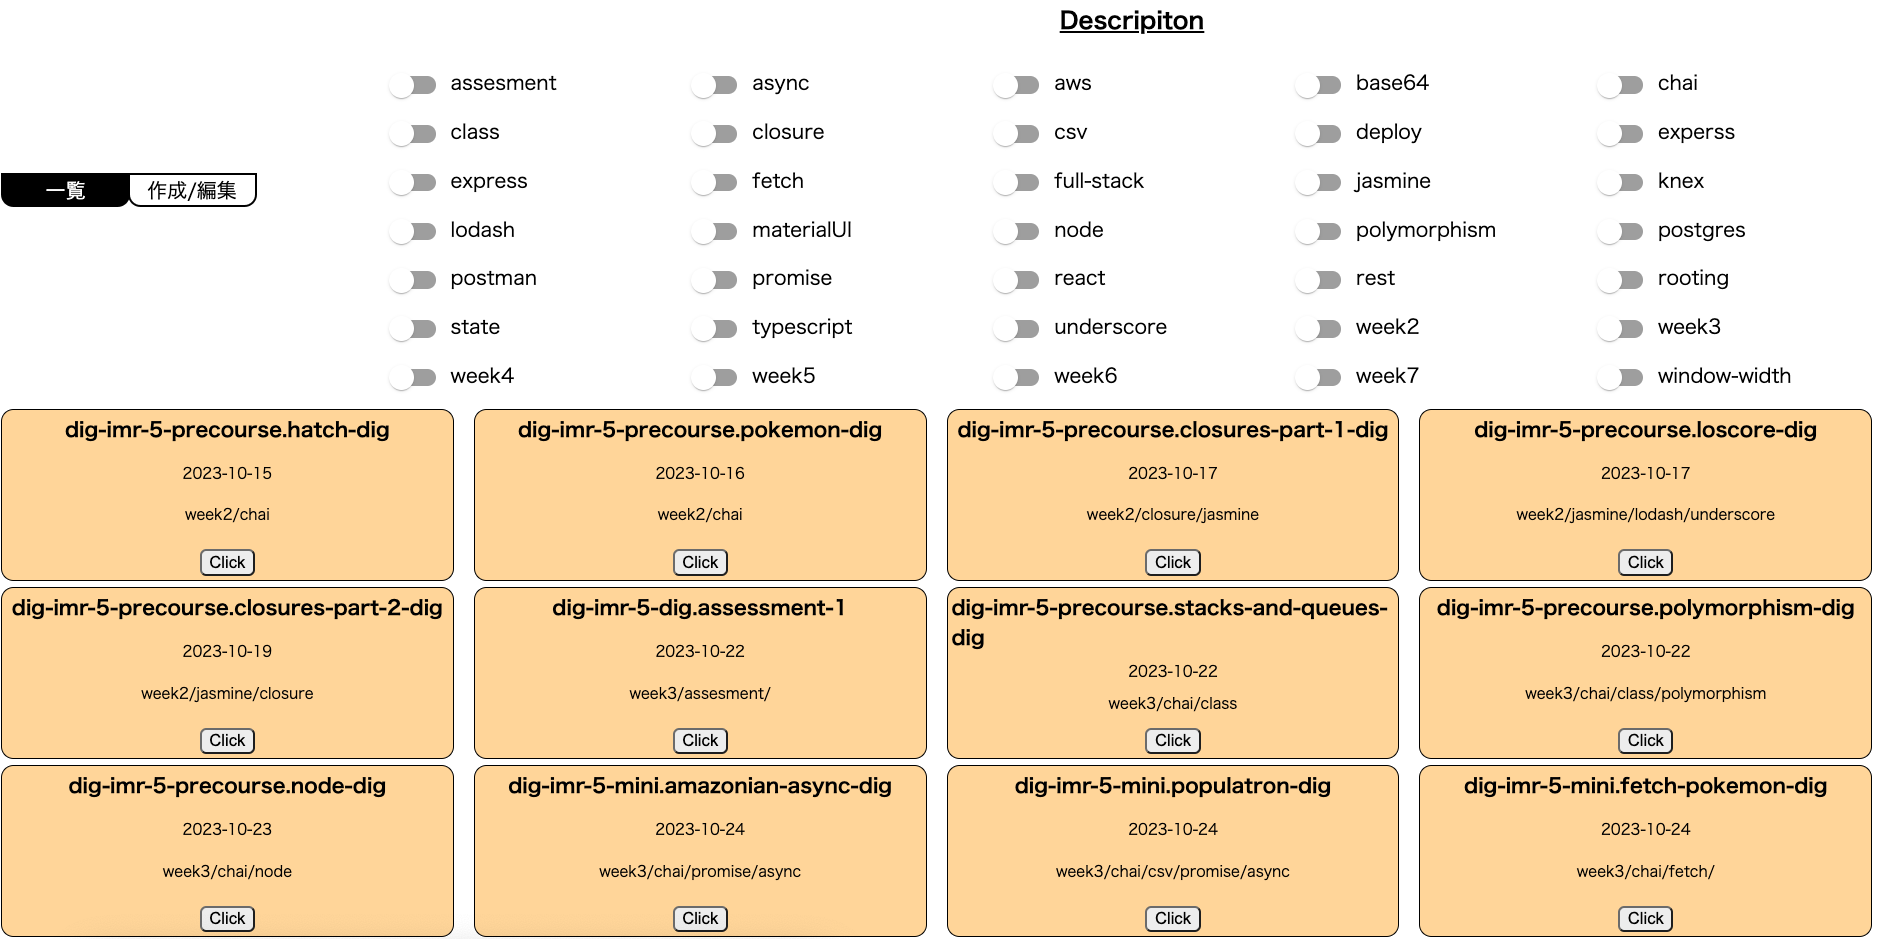 Descripiton
一覧 作成/編集
assesment async aws base64 chai
class closure csv deploy experss
express fetch full-stack jasmine knex
lodash materialUI node polymorphism postgres
postman promise react rest rooting
state typescript underscore week2 week3
week4 week5 week6 week7 window-width
dig-imr-5-precourse.hatch-dig
2023-10-15
week2/chai
Click
dig-imr-5-precourse.pokemon-dig
2023-10-16
week2/chai
Click
dig-imr-5-precourse.closures-part-1-dig
2023-10-17
week2/closure/jasmine
Click
dig-imr-5-precourse.loscore-dig
2023-10-17
week2/jasmine/lodash/underscore
Click
dig-imr-5-precourse.closures-part-2-dig
2023-10-19
week2/jasmine/closure
Click
dig-imr-5-dig.assessment-1
2023-10-22
week3/assesment/
Click
dig-imr-5-precourse.stacks-and-queues-
dig
2023-10-22
week3/chai/class
Click
dig-imr-5-precourse.polymorphism-dig
2023-10-22
week3/chai/class/polymorphism
Click
dig-imr-5-precourse.node-dig
2023-10-23
week3/chai/node
Click
dig-imr-5-mini.amazonian-async-dig
2023-10-24
week3/chai/promise/async
Click
dig-imr-5-mini.populatron-dig
2023-10-24
week3/chai/csv/promise/async
Click
dig-imr-5-mini.fetch-pokemon-dig
2023-10-24
week3/chai/fetch/
Click